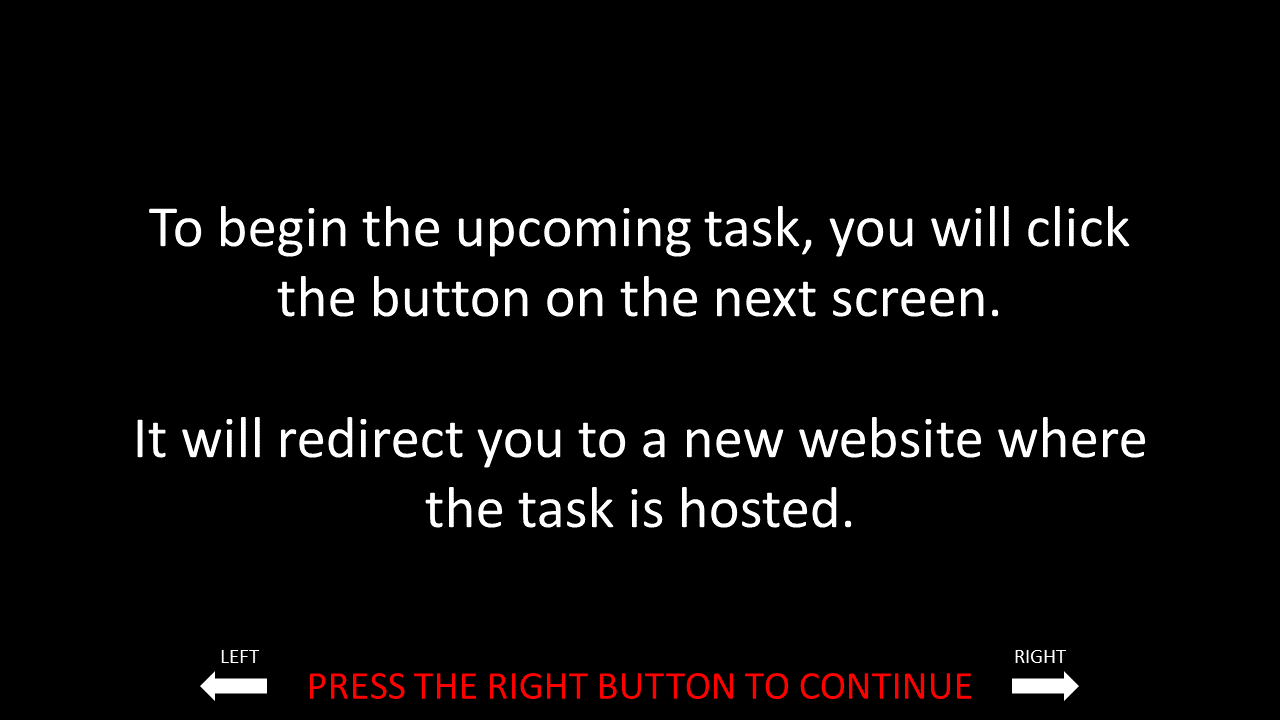 To begin the upcoming task, you will click
the button on the next screen.
It will redirect you to a new website where
the task is hosted.
LEFT
RIGHT
PRESS THE RIGHT BUTTON TO CONTINUE